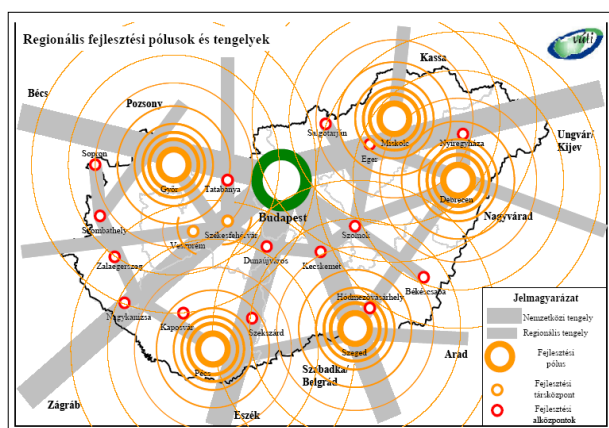 Regionális fejlesztési pólusok és tengelyek
váti
Kassa
Bécs
Pozsony
Salgótarján
Miskolc
Nyíregyháza
Ungvár/
Kijev
Sopron
Eger
Győr
Tatabánya
Debrecen
Budapest
Nagyvárad
Szombathely
Székesfehérvár
Veszprém
Szolnok
Zalaegerszeg
Dunaújváros
Kecskemét
Békéscsaba
Nagykanizsa
Hódmezővásárhely
Kaposvár
Szekszárd
Szeged
Pécs
Arad
Szabadka/
Belgrád
Zágráb
Eszék
Jelmagyarázat
Nemzetközi tengely
Regionális tengely
Fejlesztési
pólus
Fejlesztési
társközpont
Fejlesztési
alközpontok